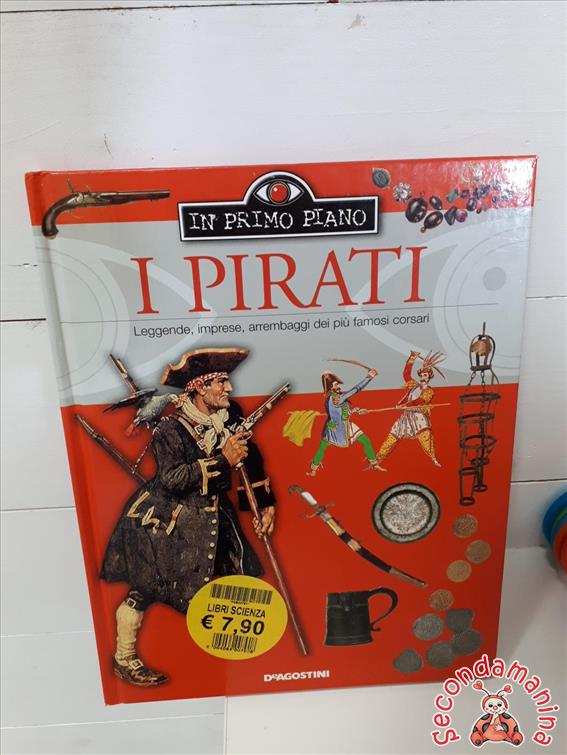 IN PRIMO PIANO
I PIRATI
Leggende, imprese, arrembaggi dei più famosi corsari
LIBRI SCIENZA
€ 7,90
DEAGOSTINI
Secondamanina